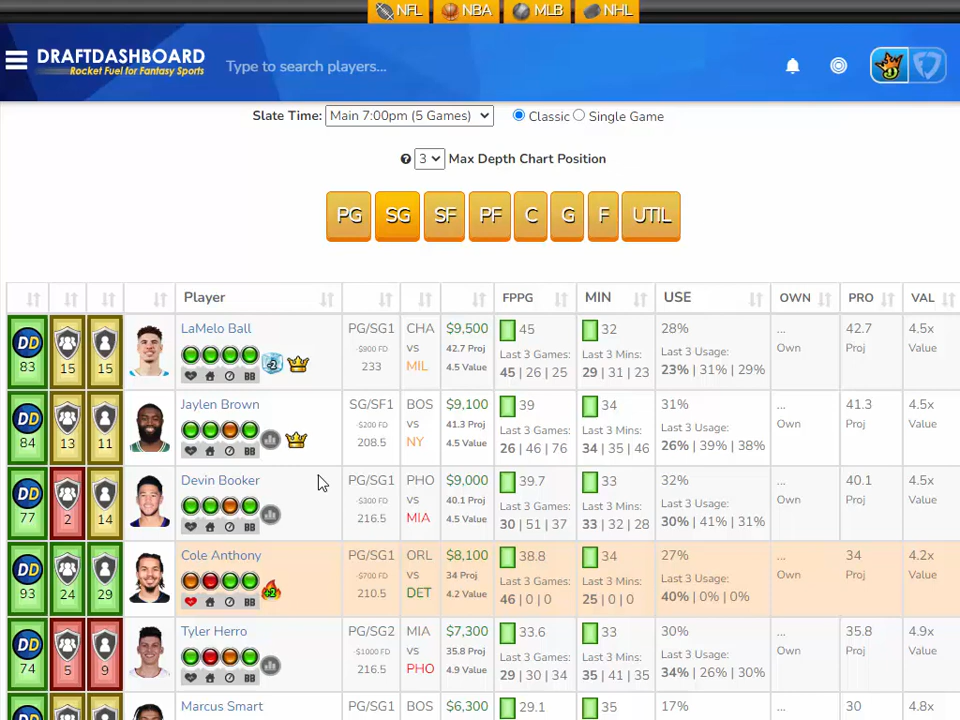 NFL NBA MLB NHL
DRAFTDASHBOARD
Rocket Fuel for Fantasy Sports
Type to search players...
Slate Time: Main 7:00pm (5 Games) Classic Single Game
3 Max Depth Chart Position
PG SG SF PF C G F UTIL
Player FPPG MIN USE OWN PRO VAL
DD 83 15 15 LaMelo Ball PG/SG1 CHA $9,500 45 32 28% ... 42.7 4.5x
-$900 FD VS 42.7 Proj Last 3 Games: Last 3 Mins: Last 3 Usage: Own Proj Value
233 MIL 4.5 Value 45 | 26 | 25 29 | 31 | 23 23% | 31% | 29%
BB
DD 84 13 11 Jaylen Brown SG/SF1 BOS $9,100 39 34 31% ... 41.3 4.5x
-$200 FD VS 41.3 Proj Last 3 Games: Last 3 Mins: Last 3 Usage: Own Proj Value
208.5 NY 4.5 Value 26 | 46 | 76 34 | 35 | 46 26% | 39% | 38%
BB
DD 77 2 14 Devin Booker PG/SG1 PHO $9,000 39.7 33 32% ... 40.1 4.5x
-$300 FD VS 40.1 Proj Last 3 Games: Last 3 Mins: Last 3 Usage: Own Proj Value
216.5 MIA 4.5 Value 30 | 51 | 37 33 | 32 | 28 30% | 41% | 31%
BB
DD 93 24 29 Cole Anthony PG/SG1 ORL $8,100 38.8 34 27% ... 34 4.2x
-$700 FD VS 34 Proj Last 3 Games: Last 3 Mins: Last 3 Usage: Own Proj Value
+2 210.5 DET 4.2 Value 46 | 0 | 0 25 | 0 | 0 40% | 0% | 0%
BB
DD 74 5 9 Tyler Herro PG/SG2 MIA $7,300 33.6 33 30% ... 35.8 4.9x
-$1000 FD VS 35.8 Proj Last 3 Games: Last 3 Mins: Last 3 Usage: Own Proj Value
216.5 PHO 4.9 Value 29 | 30 | 34 35 | 41 | 35 34% | 26% | 30%
BB
Marcus Smart PG/SG1 BOS $6,300 29.1 35 17% ... 30 4.8x